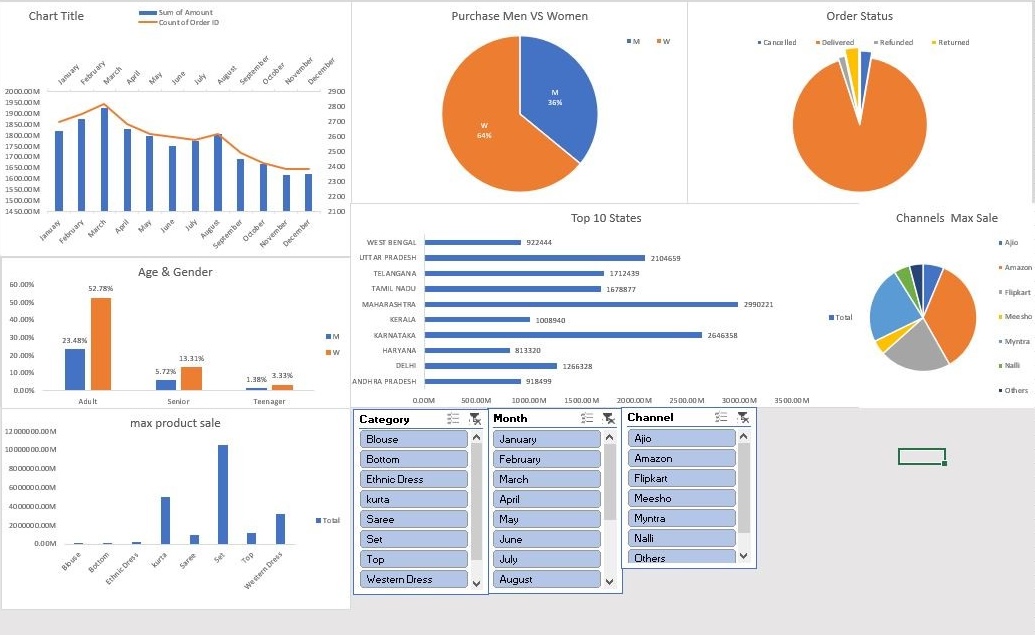 Chart Title
Sum of Amount
Count of Order ID
January
February
March
April
May
June
July
August
September
October
November
December
2000.00M
1950.00M
1900.00M
1850.00M
1800.00M
1750.00M
1700.00M
1650.00M
1600.00M
1550.00M
1500.00M
1450.00M
2900
2800
2700
2600
2500
2400
2300
2200
2100
January
February
March
April
May
June
July
August
September
October
November
December
Purchase Men VS Women
M
W
M
36%
W
64%
Order Status
Cancelled
Delivered
Refunded
Returned
Top 10 States
WEST BENGAL
922444
UTTAR PRADESH
2104659
TELANGANA
1712439
TAMIL NADU
1678877
MAHARASHTRA
2990221
KERALA
1008940
KARNATAKA
2646358
HARYANA
813320
DELHI
1266328
ANDHRA PRADESH
918499
0.00M
500.00M
1000.00M
1500.00M
2000.00M
2500.00M
3000.00M
3500.00M
Total
Channels Max Sale
Ajio
Amazon
Flipkart
Meesho
Myntra
Nalli
Others
Age & Gender
60.00%
50.00%
40.00%
30.00%
20.00%
10.00%
0.00%
23.48%
52.78%
5.72%
13.31%
1.38%
3.33%
Adult
Senior
Teenager
M
W
max product sale
12000000.00M
10000000.00M
8000000.00M
6000000.00M
4000000.00M
2000000.00M
0.00M
Blouse
Bottom
Ethnic Dress
kurta
Saree
Set
Top
Western Dress
Total
Category
Blouse
Bottom
Ethnic Dress
kurta
Saree
Set
Top
Western Dress
Month
January
February
March
April
May
June
July
August
Channel
Ajio
Amazon
Flipkart
Meesho
Myntra
Nalli
Others